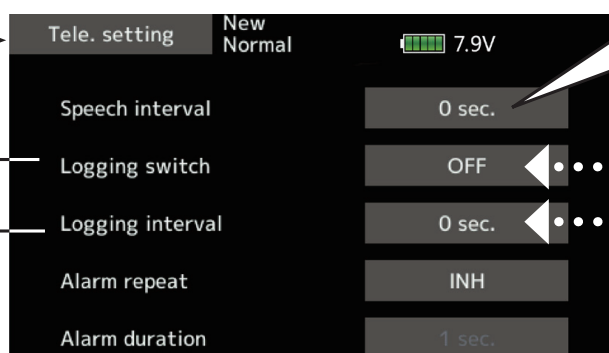 Tele. setting New Normal 7.9V
Speech interval 0 sec.
Logging switch OFF
Logging interval 0 sec.
Alarm repeat INH
Alarm duration 1 sec.